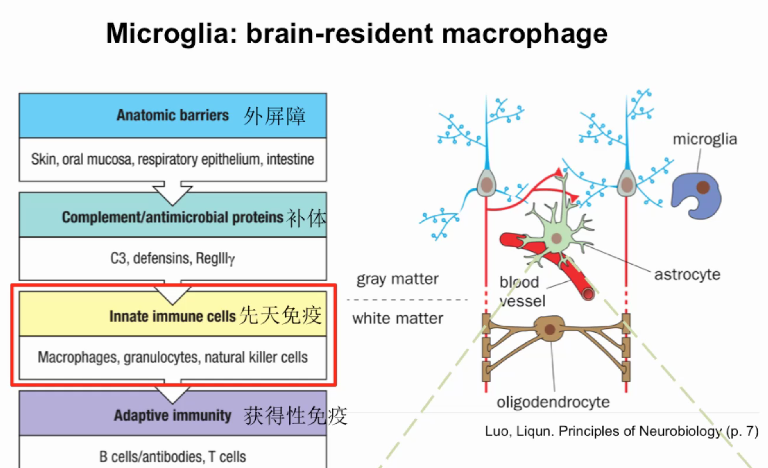 Microglia: brain-resident macrophage
Anatomic barriers 外屏障
Skin, oral mucosa, respiratory epithelium, intestine
Complement/antimicrobial proteins 补体
C3, defensins, RegIIIγ
Innate immune cells 先天免疫
Macrophages, granulocytes, natural killer cells
Adaptive immunity 获得性免疫
B cells/antibodies, T cells
microglia
astrocyte
gray matter
blood
vessel
white matter
oligodendrocyte
Luo, Liqun. Principles of Neurobiology (p. 7)